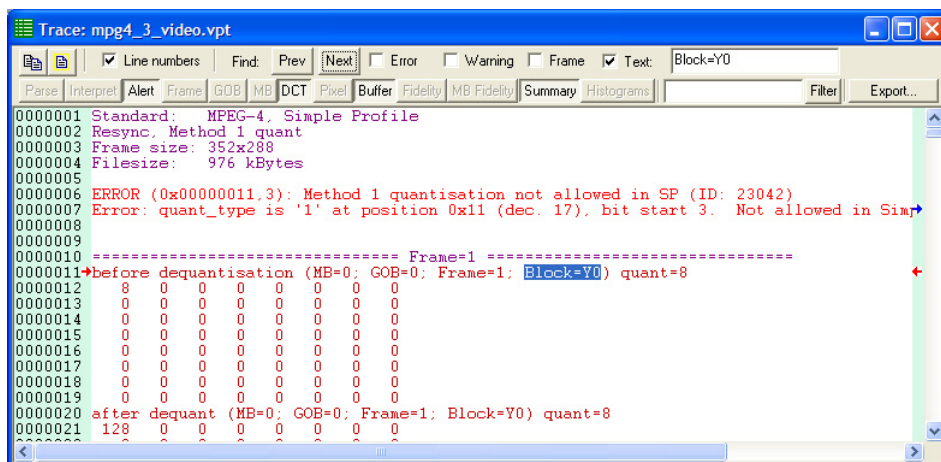 Trace: mpg4_3_video.vpt
Line numbers Find: Prev Next Error Warning Frame Text: Block=Y0
Parse Interpret Alert Frame GOB MB DCT Pixel Buffer Fidelity MB Fidelity Summary Histograms Filter Export...
0000001 Standard: MPEG-4, Simple Profile
0000002 Resync, Method 1 quant
0000003 Frame size: 352x288
0000004 Filesize: 976 kBytes
0000005
0000006 ERROR (0x00000011,3): Method 1 quantisation not allowed in SP (ID: 23042)
0000007 Error: quant_type is '1' at position 0x11 (dec. 17), bit start 3. Not allowed in Simp
0000008
0000009
0000010 ================================ Frame=1 ================================
0000011 before dequantisation (MB=0; GOB=0; Frame=1; Block=Y0) quant=8
0000012 8 0 0 0 0 0 0 0
0000013 0 0 0 0 0 0 0 0
0000014 0 0 0 0 0 0 0 0
0000015 0 0 0 0 0 0 0 0
0000016 0 0 0 0 0 0 0 0
0000017 0 0 0 0 0 0 0 0
0000018 0 0 0 0 0 0 0 0
0000019 0 0 0 0 0 0 0 0
0000020 after dequant (MB=0; GOB=0; Frame=1; Block=Y0) quant=8
0000021 128 0 0 0 0 0 0 0